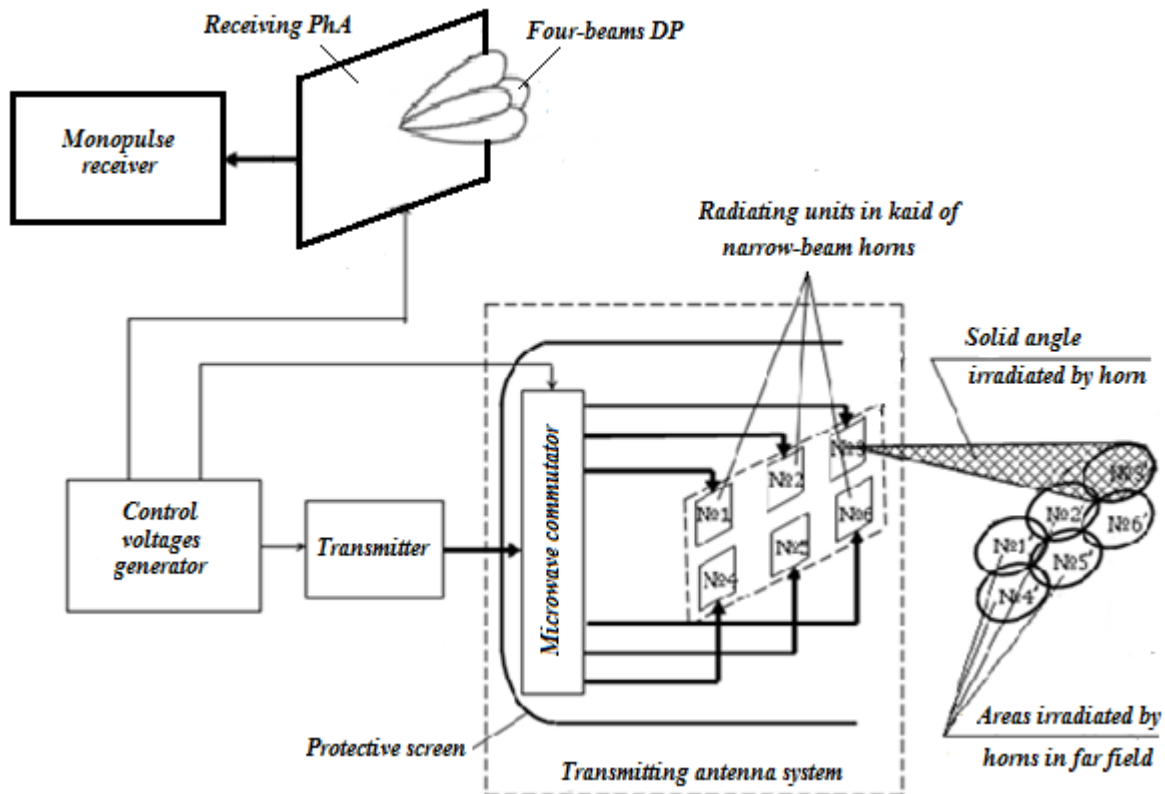 Receiving PhA
Four-beams DP
Monopulse
receiver
Radiating units in kaid of
narrow-beam horns
Solid angle
irradiated by horn
Microwave commutator
№1
№2
№3
№4
№5
№6
№3'
№2'
№6'
№1'
№5'
№4'
Control
voltages
generator
Transmitter
Protective screen
Transmitting antenna system
Areas irradiated by
horns in far field